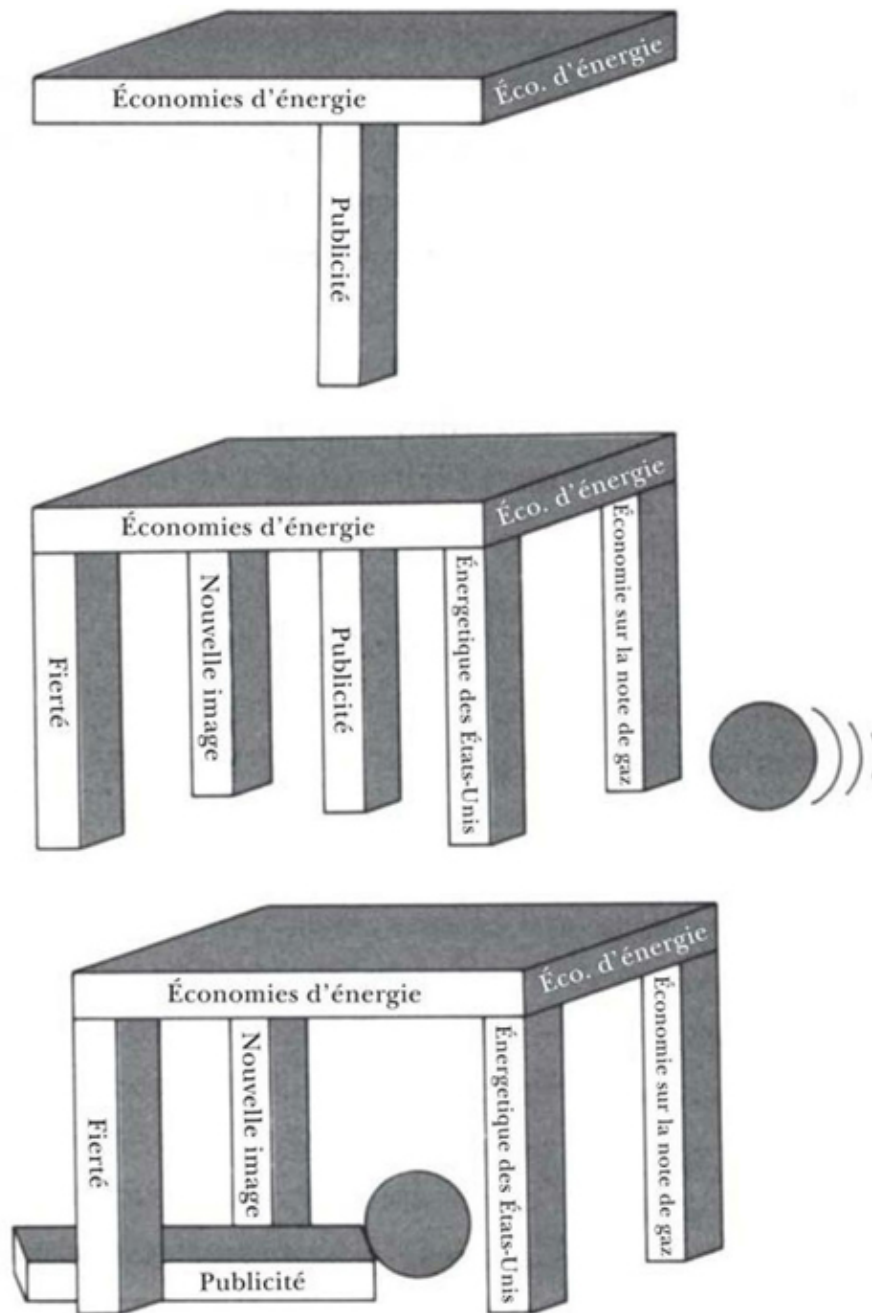 Économies d'énergie
Éco. d'énergie
Publicité
Économies d'énergie
Éco. d'énergie
Fierté
Nouvelle image
Publicité
Énergetique des États-Unis
Économie sur la note de gaz
Économies d'énergie
Éco. d'énergie
Fierté
Nouvelle image
Énergetique des États-Unis
Économie sur la note de gaz
Publicité